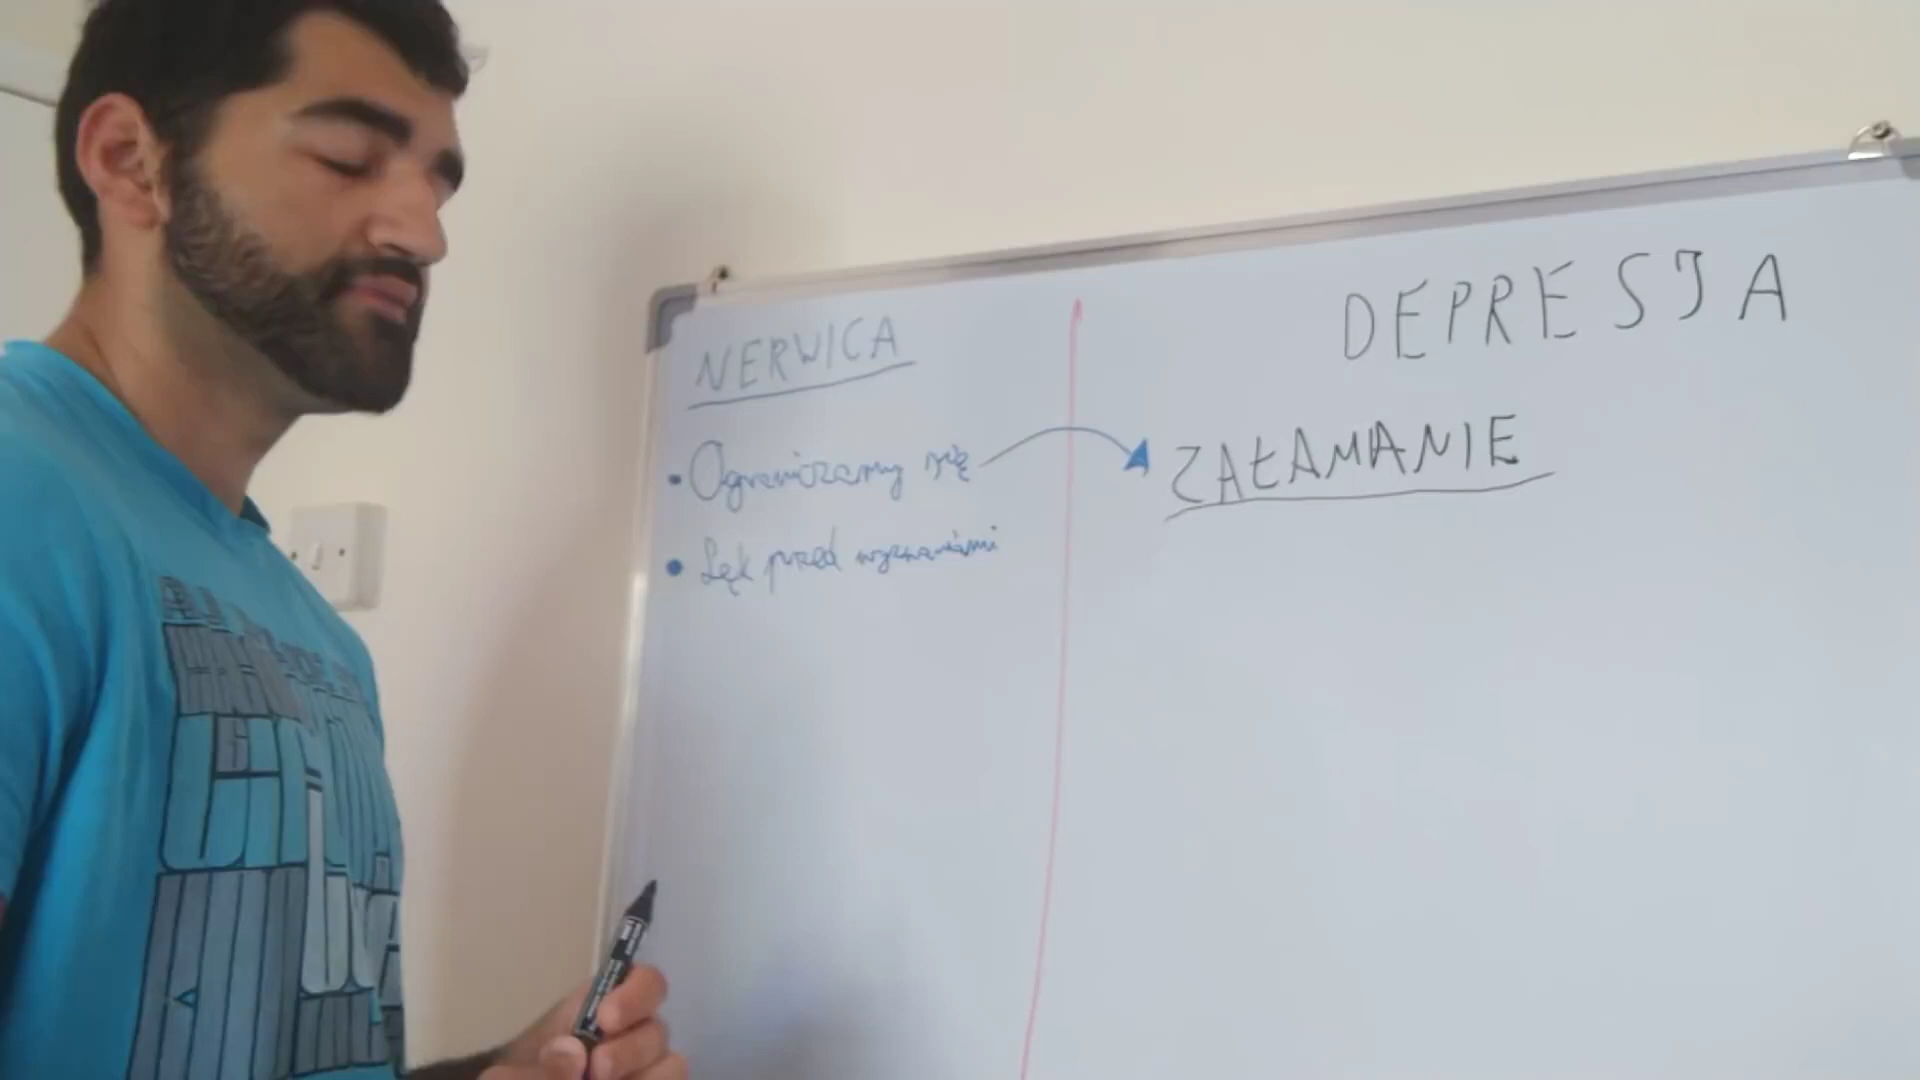 NERWICA
• Ograniczamy się
• Lęk przed wyzwaniami
DEPRESJA
ZAŁAMANIE